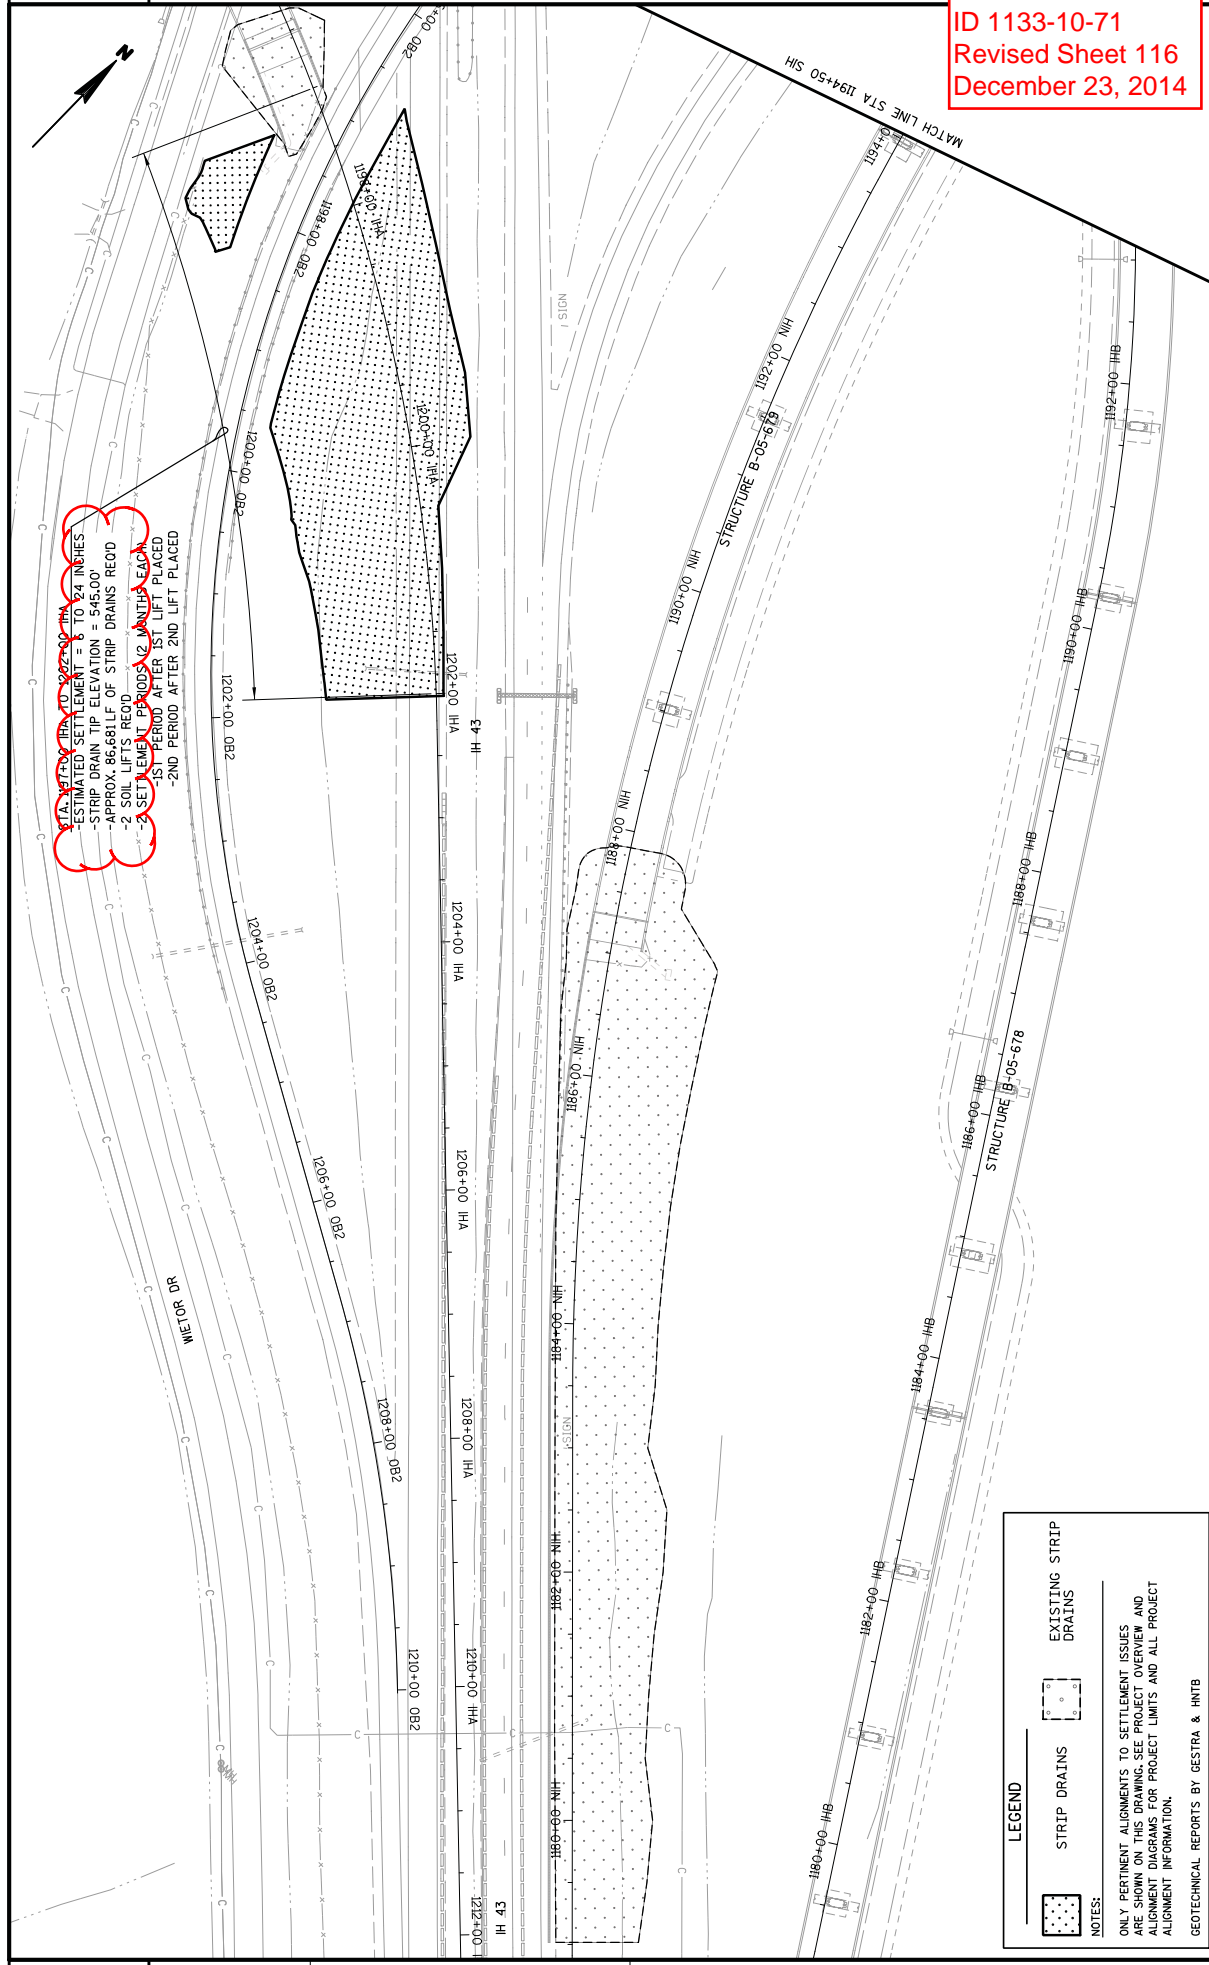 ID 1133-10-71
Revised Sheet 116
December 23, 2014
N
MATCH LINE STA 1194+50 SIH
+00 OB2
1198+00 IHA
1198+00 OB2
SIGN
1194+0
1192+00 NIH
1192+00 IHB
STRUCTURE B-05-679
1200+00 IHA
1200+00 OB2
1190+00 NIH
1190+00 IHB
STA. 1197+00 IHA TO 1202+00 IHA
-ESTIMATED SETTLEMENT = 6 TO 24 INCHES
-STRIP DRAIN TIP ELEVATION = 545.00'
-APPROX. 86,681 LF OF STRIP DRAINS REQ'D
-2 SOIL LIFTS REQ'D
-2 SETTLEMENT PERIODS (2 MONTHS EACH)
-1ST PERIOD AFTER 1ST LIFT PLACED
-2ND PERIOD AFTER 2ND LIFT PLACED
1202+00 IHA
IH 43
1202+00 OB2
1188+00 NIH
1188+00 IHB
1204+00 IHA
1204+00 OB2
1186+00 NIH
1186+00 IHB
STRUCTURE B-05-678
1206+00 IHA
1206+00 OB2
WIETOR DR
1184+00 NIH
1184+00 IHB
1208+00 IHA
1208+00 OB2
SIGN
1182+00 NIH
1182+00 IHB
1210+00 IHA
1210+00 OB2
1180+00 NIH
1180+00 IHB
1212+00 I
IH 43
LEGEND
STRIP DRAINS
EXISTING STRIP
DRAINS
NOTES:
ONLY PERTINENT ALIGNMENTS TO SETTLEMENT ISSUES
ARE SHOWN ON THIS DRAWING. SEE PROJECT OVERVIEW AND
ALIGNMENT DIAGRAMS FOR PROJECT LIMITS AND ALL PROJECT
ALIGNMENT INFORMATION.
GEOTECHNICAL REPORTS BY GESTRA & HNTB